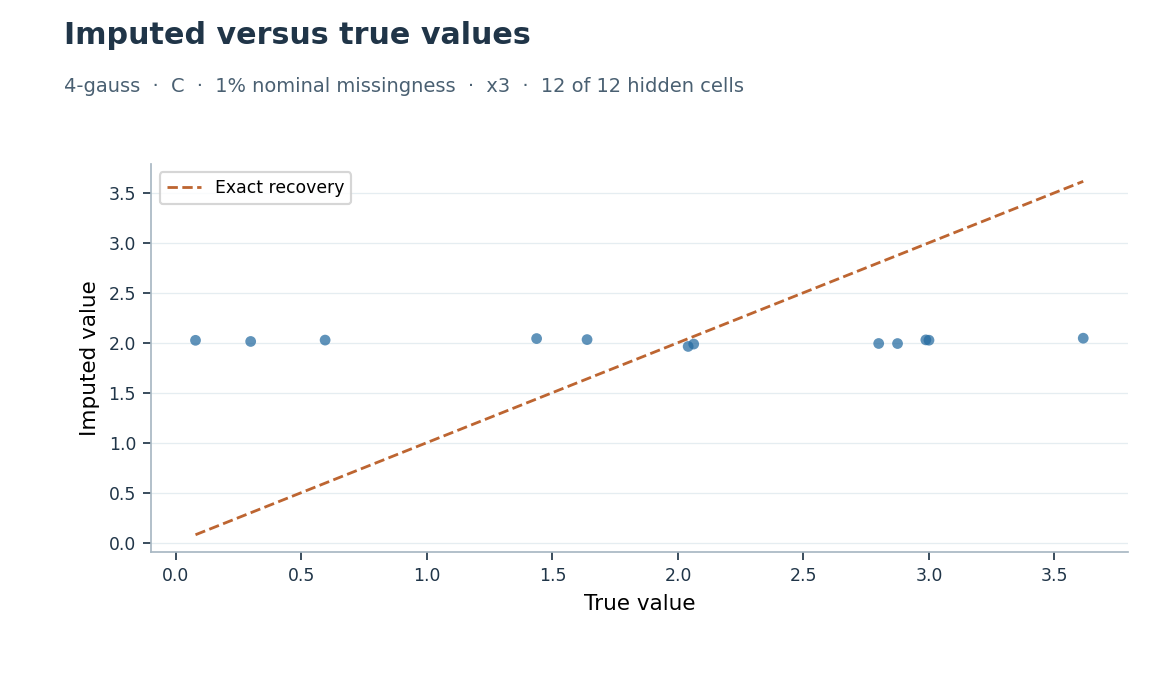 Imputed versus true values
4-gauss · C · 1% nominal missingness · x3 · 12 of 12 hidden cells
Exact recovery
Imputed value
3.5
3.0
2.5
2.0
1.5
1.0
0.5
0.0
0.0 0.5 1.0 1.5 2.0 2.5 3.0 3.5
True value